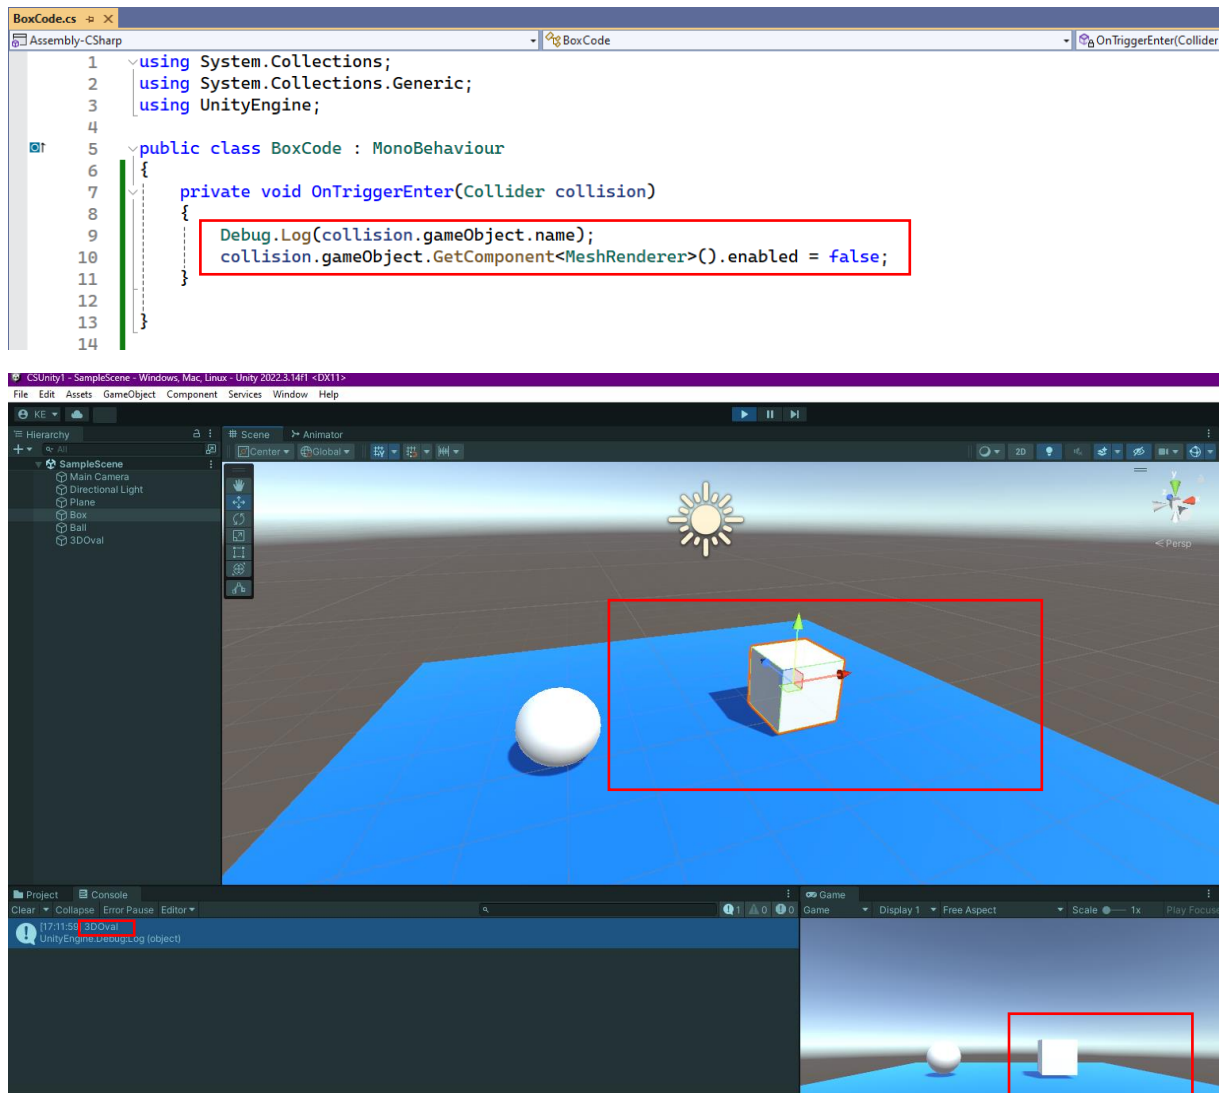 BoxCode.cs
Assembly-CSharp BoxCode OnTriggerEnter(Collider
1 using System.Collections;
2 using System.Collections.Generic;
3 using UnityEngine;
4
5 public class BoxCode : MonoBehaviour
6 {
7 private void OnTriggerEnter(Collider collision)
8 {
9 Debug.Log(collision.gameObject.name);
10 collision.gameObject.GetComponent<MeshRenderer>().enabled = false;
11 }
12
13 }
14
CSUnity1 - SampleScene - Windows, Mac, Linux - Unity 2022.3.14f1 <DX11>
File Edit Assets GameObject Component Services Window Help
KE
Hierarchy Scene Animator
All Center Global 2D
SampleScene
Main Camera
Directional Light
Plane
Box
Ball
3DOval
y
Persp
Project Console Game
Clear Collapse Error Pause Editor 1 0 0 Game Display 1 Free Aspect Scale 1x Play Focuse
[17:11:59] 3DOval
UnityEngine.Debug:Log (object)